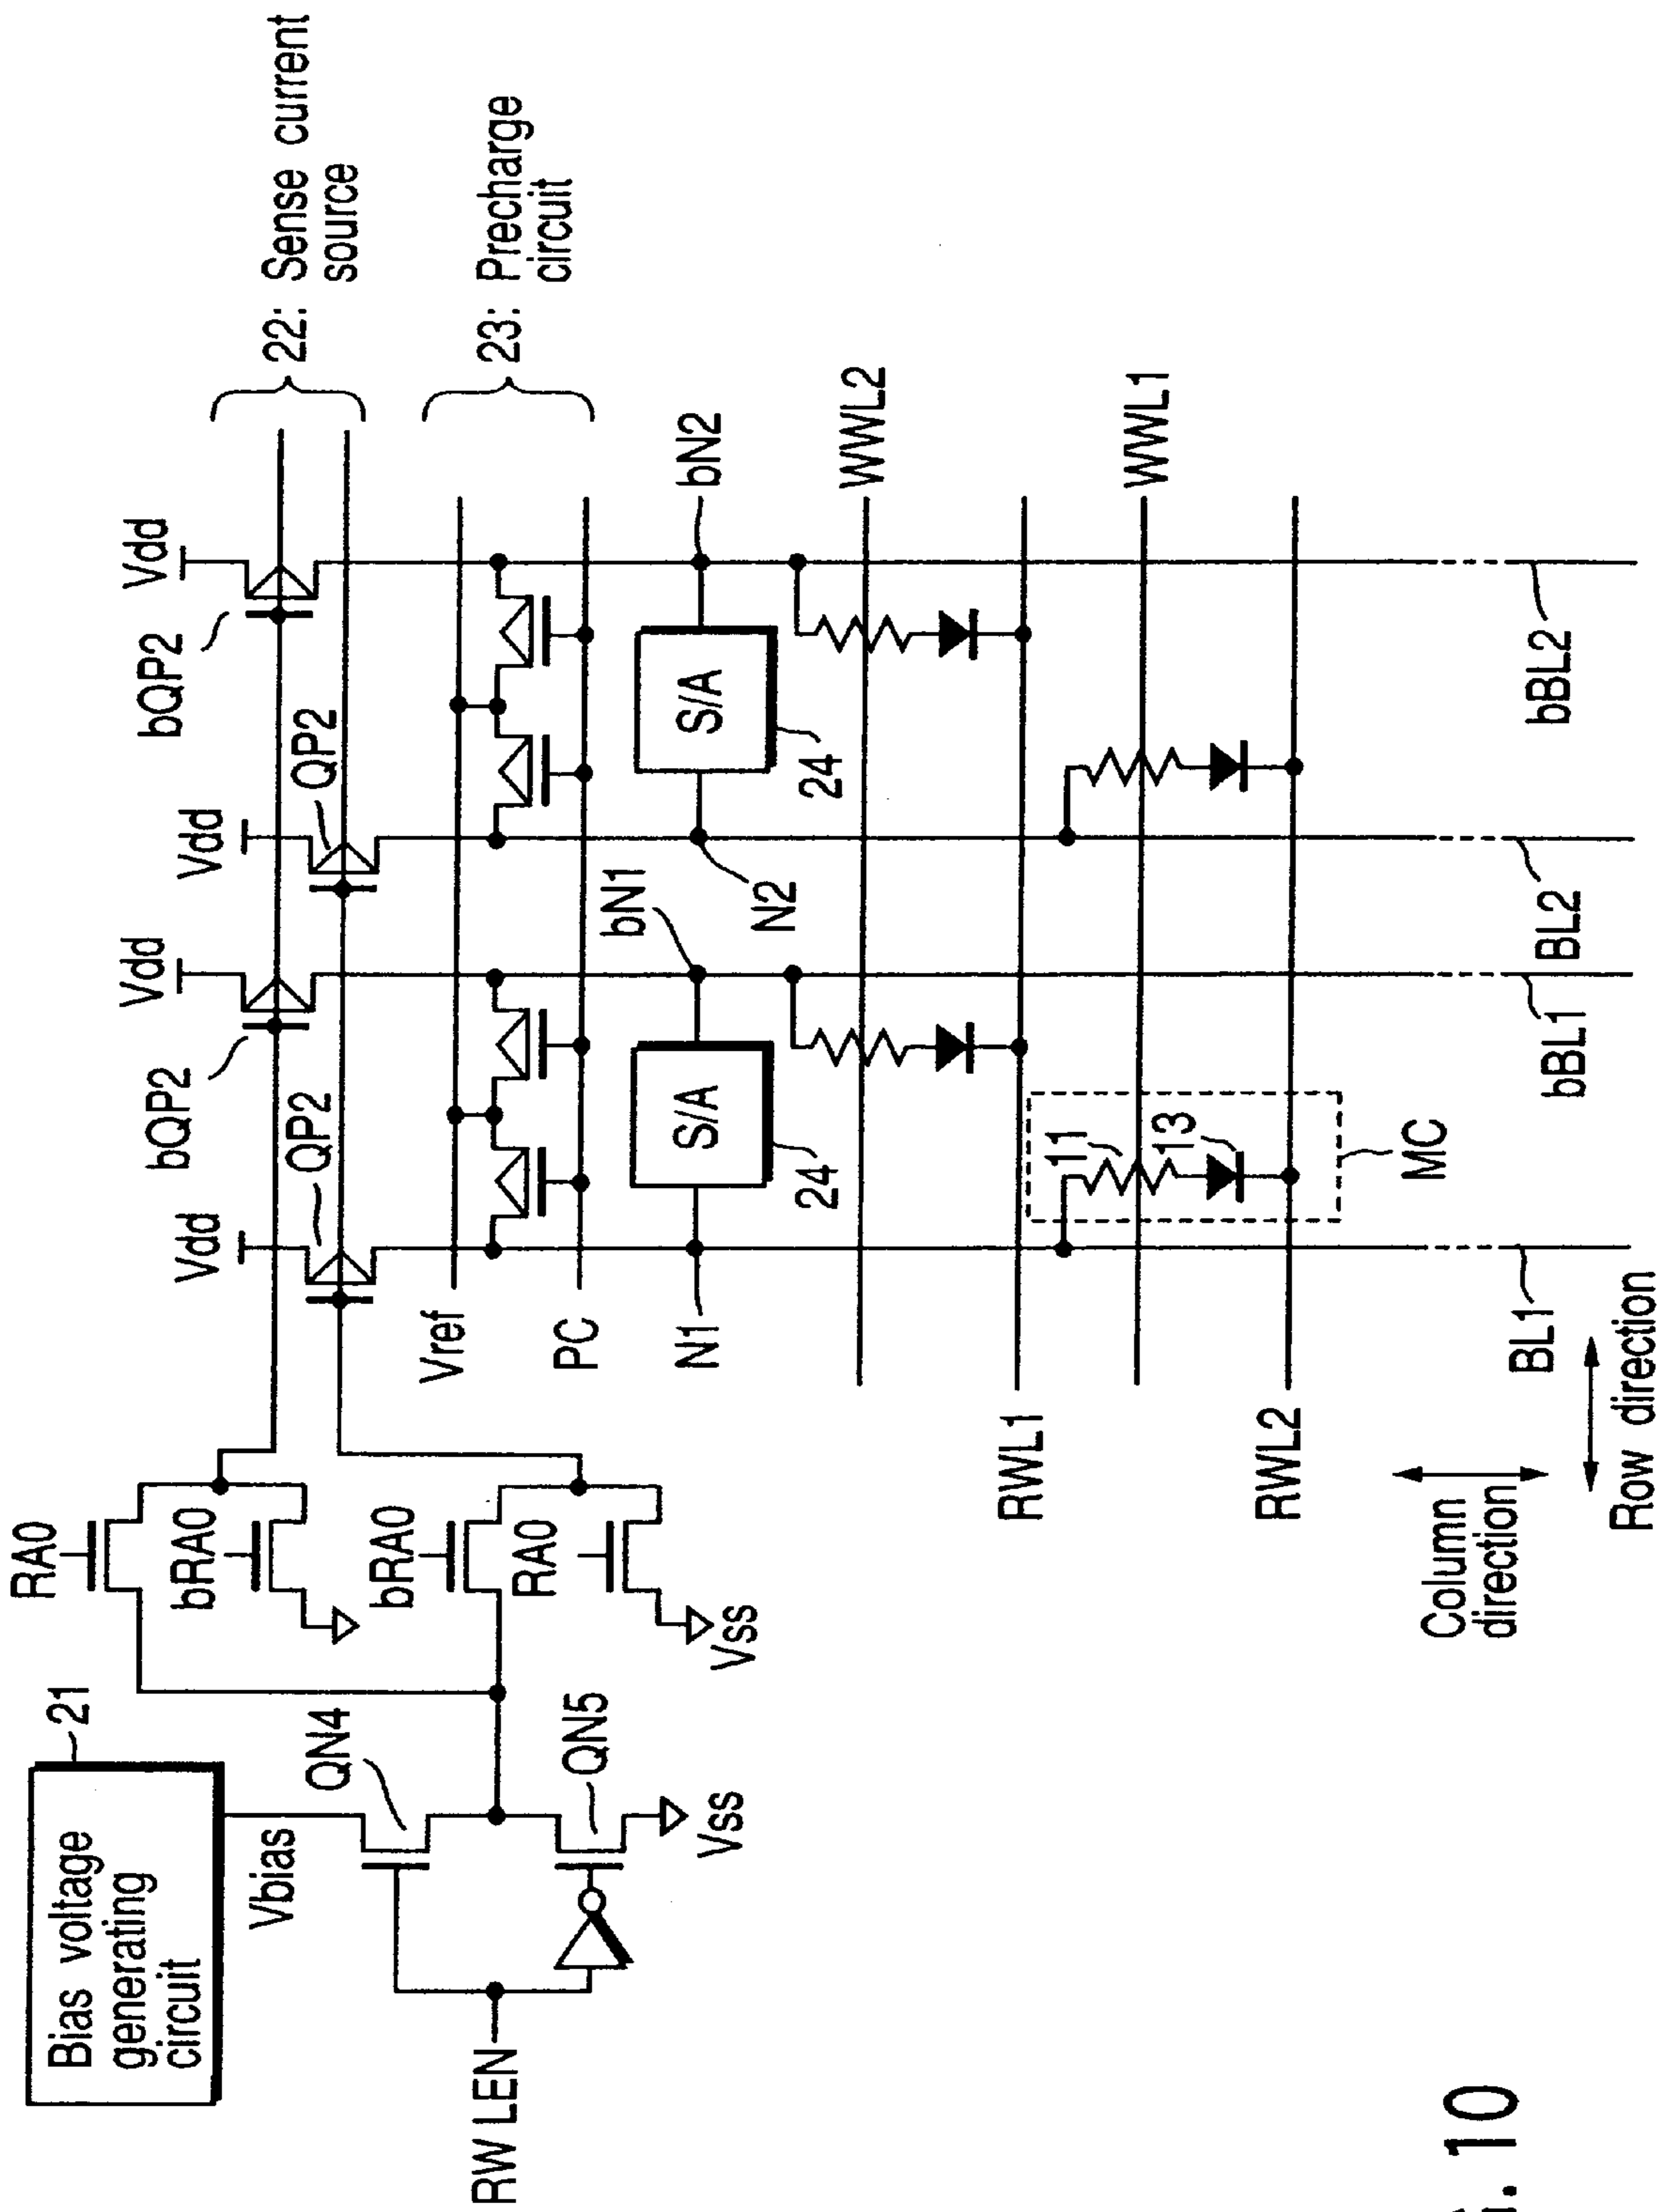 Bias voltage
generating
circuit
21
Vbias
QN4
QN5
Vss
RW LEN
RA0
bRA0
bRA0
RA0
Vss
Vdd
QP2
Vdd
bQP2
Vdd
QP2
Vdd
bQP2
22: Sense current
source
23: Precharge
circuit
Vref
PC
N1
S/A
24
bN1
N2
S/A
24
bN2
WWL2
RWL1
WWL1
RWL2
11
13
MC
BL1
bBL1
BL2
bBL2
Column
direction
Row direction
. 10